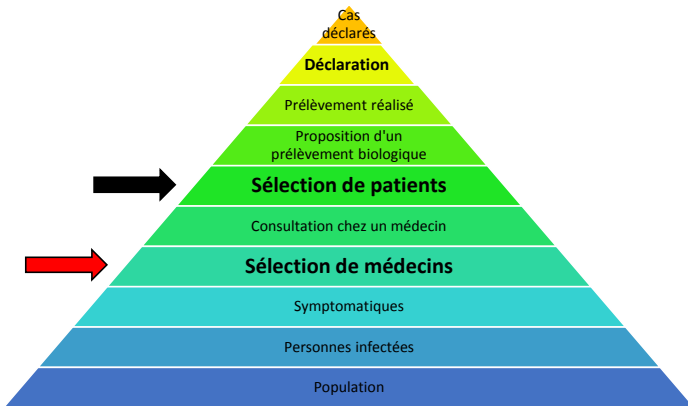 Cas
déclarés
Déclaration
Prélèvement réalisé
Proposition d'un
prélèvement biologique
Sélection de patients
Consultation chez un médecin
Sélection de médecins
Symptomatiques
Personnes infectées
Population